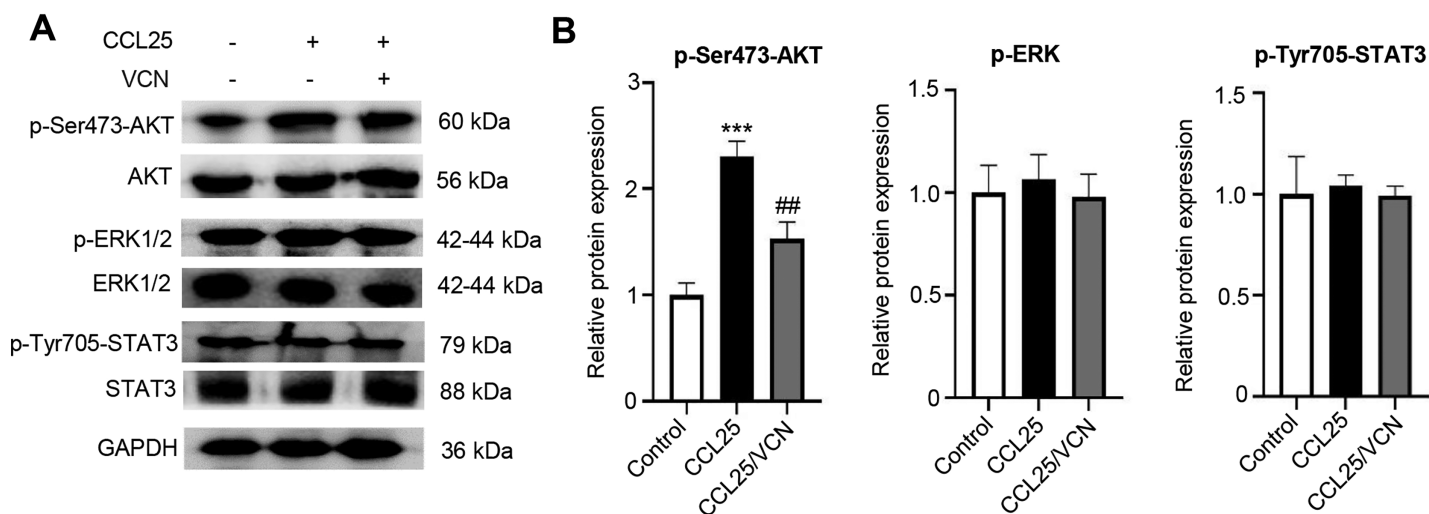 A
CCL25 - + +
VCN - - +
p-Ser473-AKT 60 kDa
AKT 56 kDa
p-ERK1/2 42-44 kDa
ERK1/2 42-44 kDa
p-Tyr705-STAT3 79 kDa
STAT3 88 kDa
GAPDH 36 kDa
B
p-Ser473-AKT
Relative protein expression
3
2
1
0
***
##
Control
CCL25
CCL25/VCN
p-ERK
Relative protein expression
1.5
1.0
0.5
0
Control
CCL25
CCL25/VCN
p-Tyr705-STAT3
Relative protein expression
1.5
1.0
0.5
0
Control
CCL25
CCL25/VCN